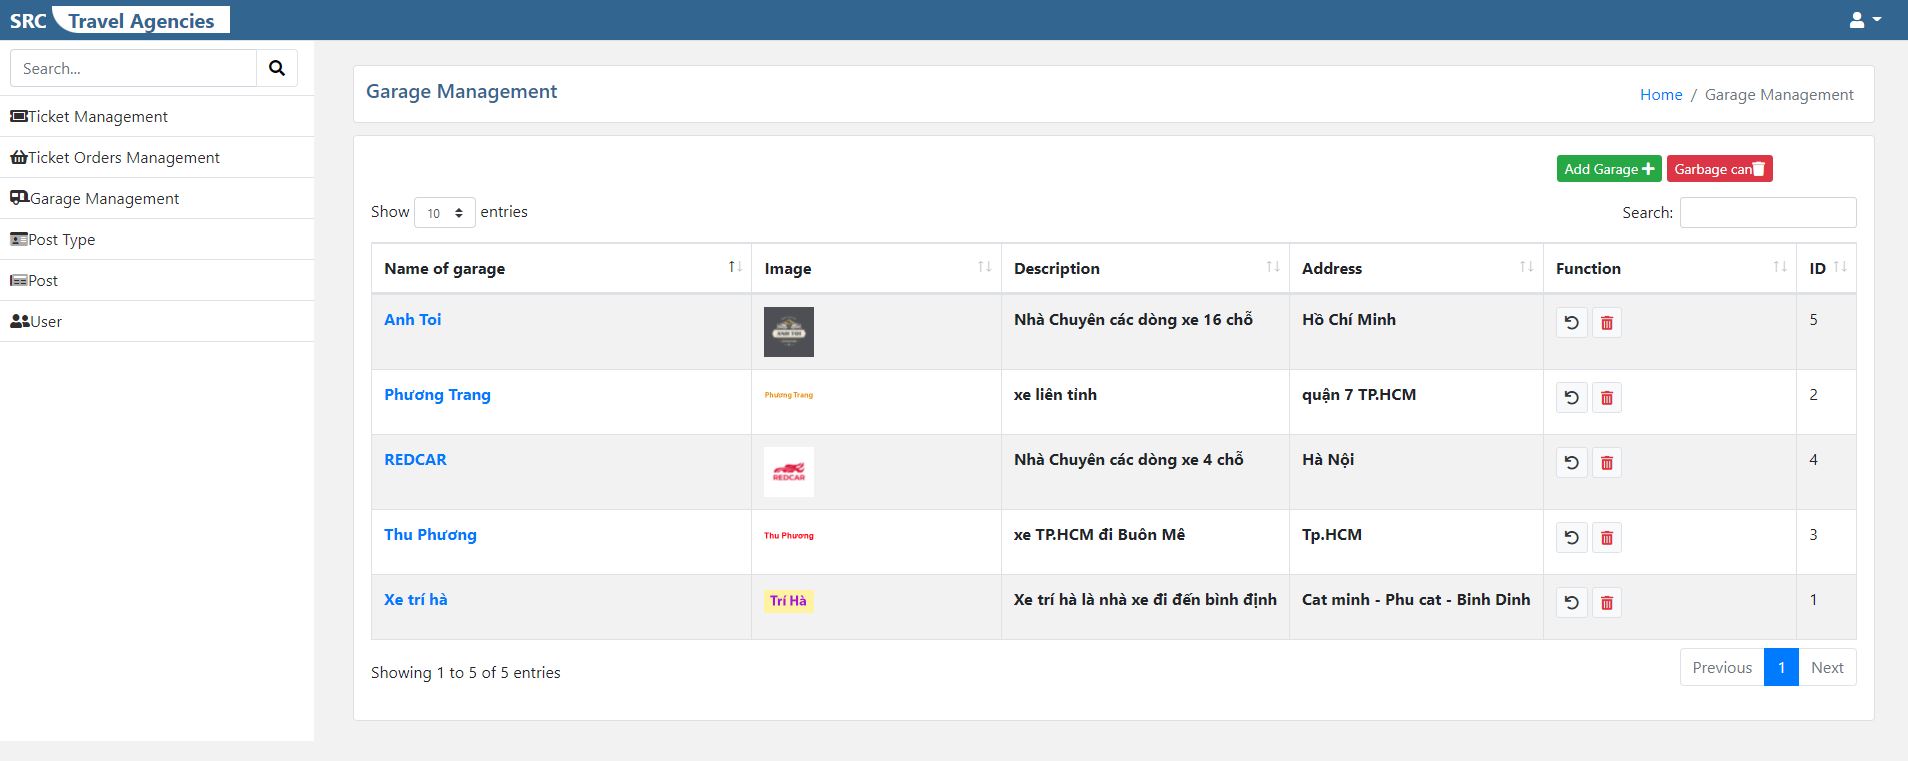 SRC Travel Agencies
Search...
Ticket Management
Ticket Orders Management
Garage Management
Post Type
Post
User
Garage Management
Home / Garage Management
Add Garage Garbage can
Show 10 entries Search:
Name of garage Image Description Address Function ID
Anh Toi ANH TOI Nhà Chuyên các dòng xe 16 chỗ Hồ Chí Minh 5
Phương Trang Phương Trang xe liên tỉnh quận 7 TP.HCM 2
REDCAR REDCAR Nhà Chuyên các dòng xe 4 chỗ Hà Nội 4
Thu Phương Thu Phương xe TP.HCM đi Buôn Mê Tp.HCM 3
Xe trí hà Trí Hà Xe trí hà là nhà xe đi đến bình định Cat minh - Phu cat - Binh Dinh 1
Showing 1 to 5 of 5 entries
Previous 1 Next